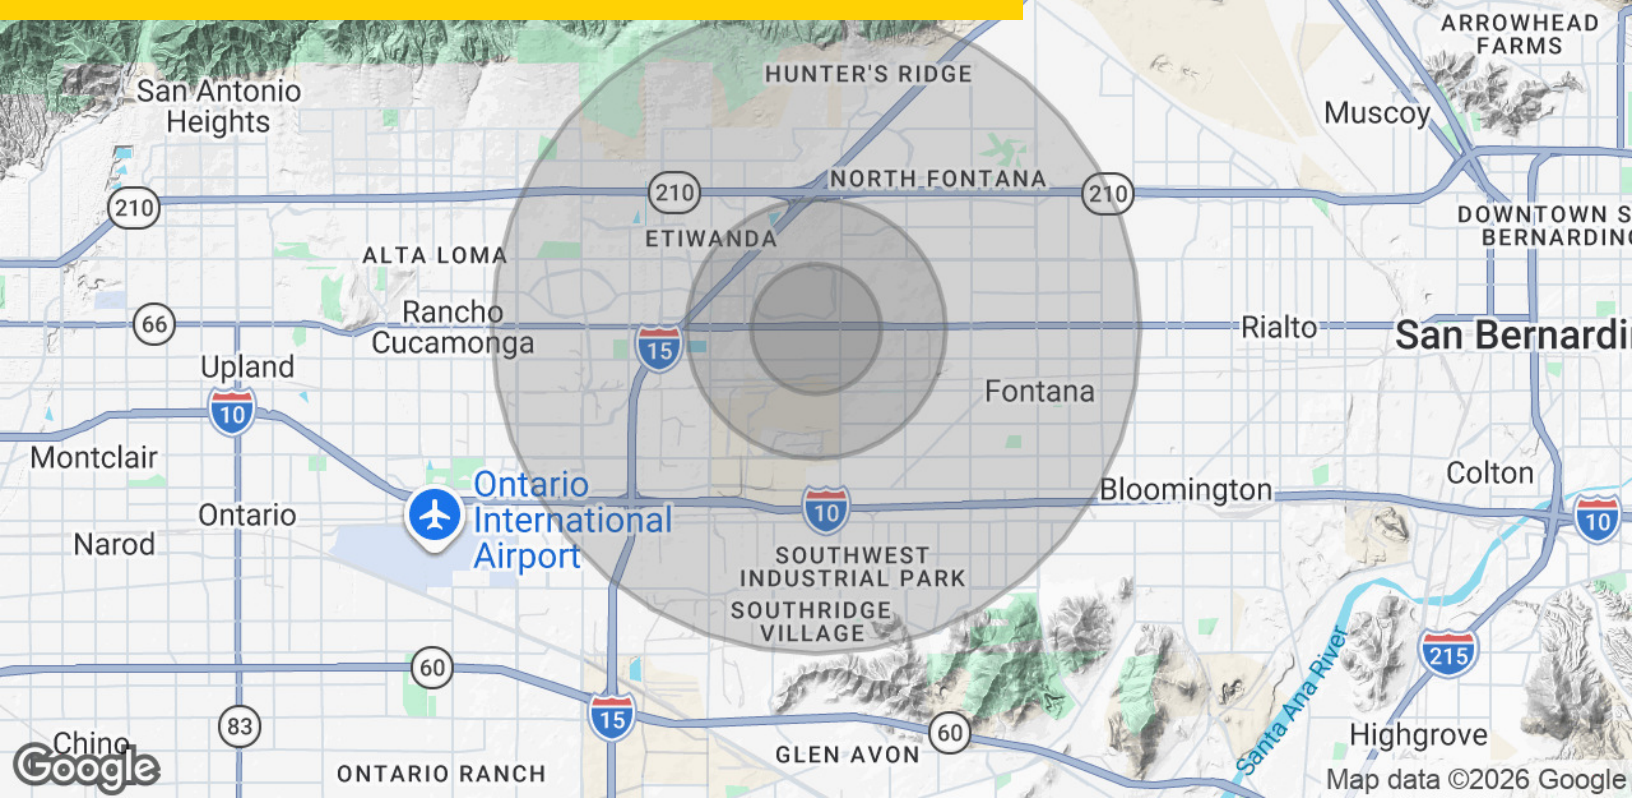 ARROWHEAD
FARMS
HUNTER'S RIDGE
San Antonio
Heights
Muscoy
210
NORTH FONTANA
210
210
DOWNTOWN S
BERNARDINO
ETIWANDA
ALTA LOMA
Rancho
Cucamonga
66
15
Rialto
San Bernardi
Upland
10
Fontana
Montclair
Colton
Ontario
International
Airport
Bloomington
10
10
Ontario
Narod
SOUTHWEST
INDUSTRIAL PARK
SOUTHRIDGE
VILLAGE
60
215
Santa Ana River
15
83
60
Chino
Highgrove
GLEN AVON
Google
ONTARIO RANCH
Map data ©2026 Google